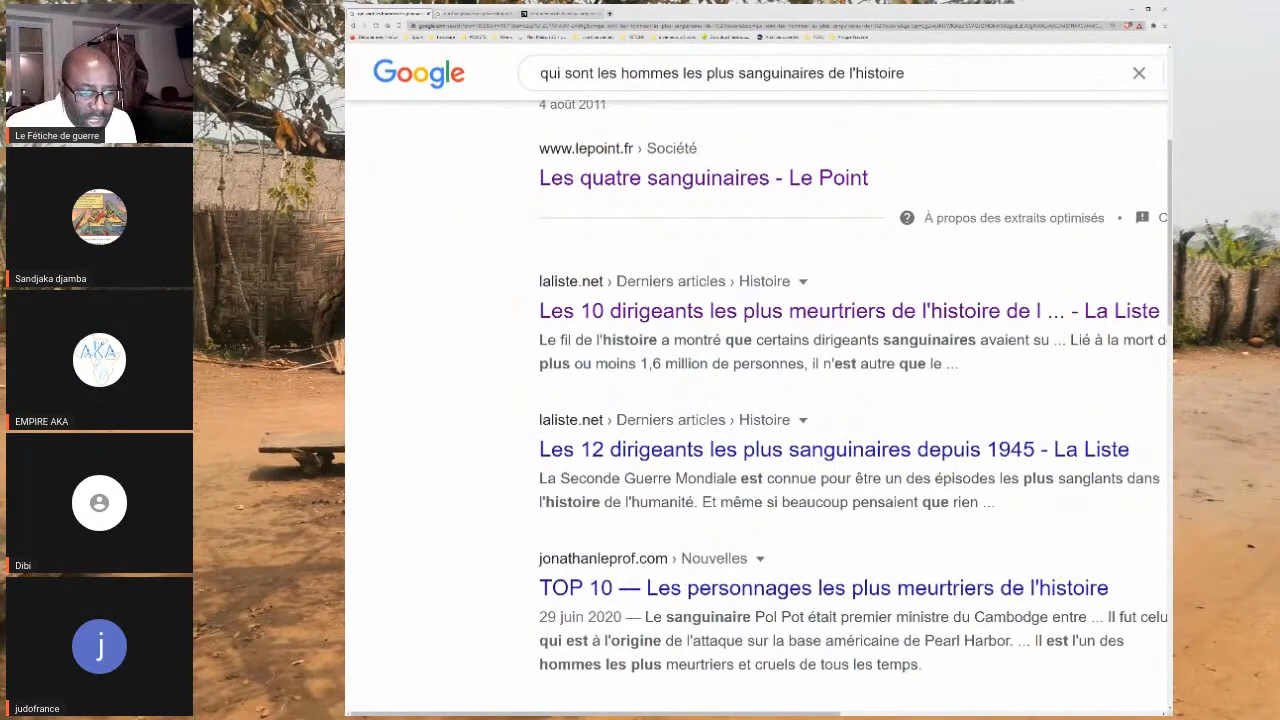 Google
qui sont les hommes les plus sanguinaires de l'histoire
4 août 2011
www.lepoint.fr › Société
Les quatre sanguinaires - Le Point
À propos des extraits optimisés
laliste.net › Derniers articles › Histoire
Les 10 dirigeants les plus meurtriers de l'histoire de l ... - La Liste
Le fil de l'histoire a montré que certains dirigeants sanguinaires avaient su ... Lié à la mort d
plus ou moins 1,6 million de personnes, il n'est autre que le ...
laliste.net › Derniers articles › Histoire
Les 12 dirigeants les plus sanguinaires depuis 1945 - La Liste
La Seconde Guerre Mondiale est connue pour être un des épisodes les plus sanglants dans
l'histoire de l'humanité. Et même si beaucoup pensaient que rien ...
jonathanleprof.com › Nouvelles
TOP 10 — Les personnages les plus meurtriers de l'histoire
29 juin 2020 — Le sanguinaire Pol Pot était premier ministre du Cambodge entre ... Il fut celu
qui est à l'origine de l'attaque sur la base américaine de Pearl Harbor. ... Il est l'un des
hommes les plus meurtriers et cruels de tous les temps.
Le Fétiche de guerre
Sandjaka djamba
AKA
EMPIRE AKA
Dibi
j
judofrance